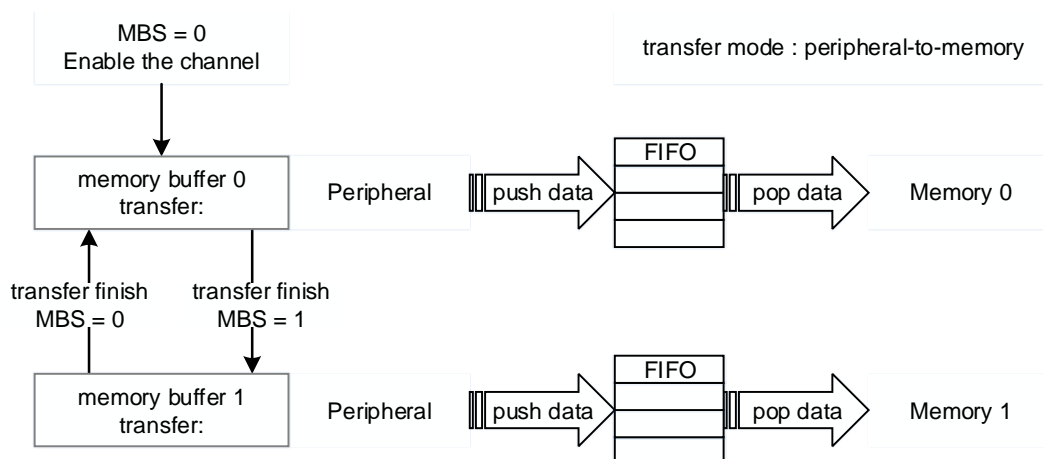 MBS = 0
Enable the channel
transfer mode : peripheral-to-memory
memory buffer 0
transfer:
Peripheral
push data
FIFO
pop data
Memory 0
transfer finish
MBS = 0
transfer finish
MBS = 1
memory buffer 1
transfer:
Peripheral
push data
FIFO
pop data
Memory 1